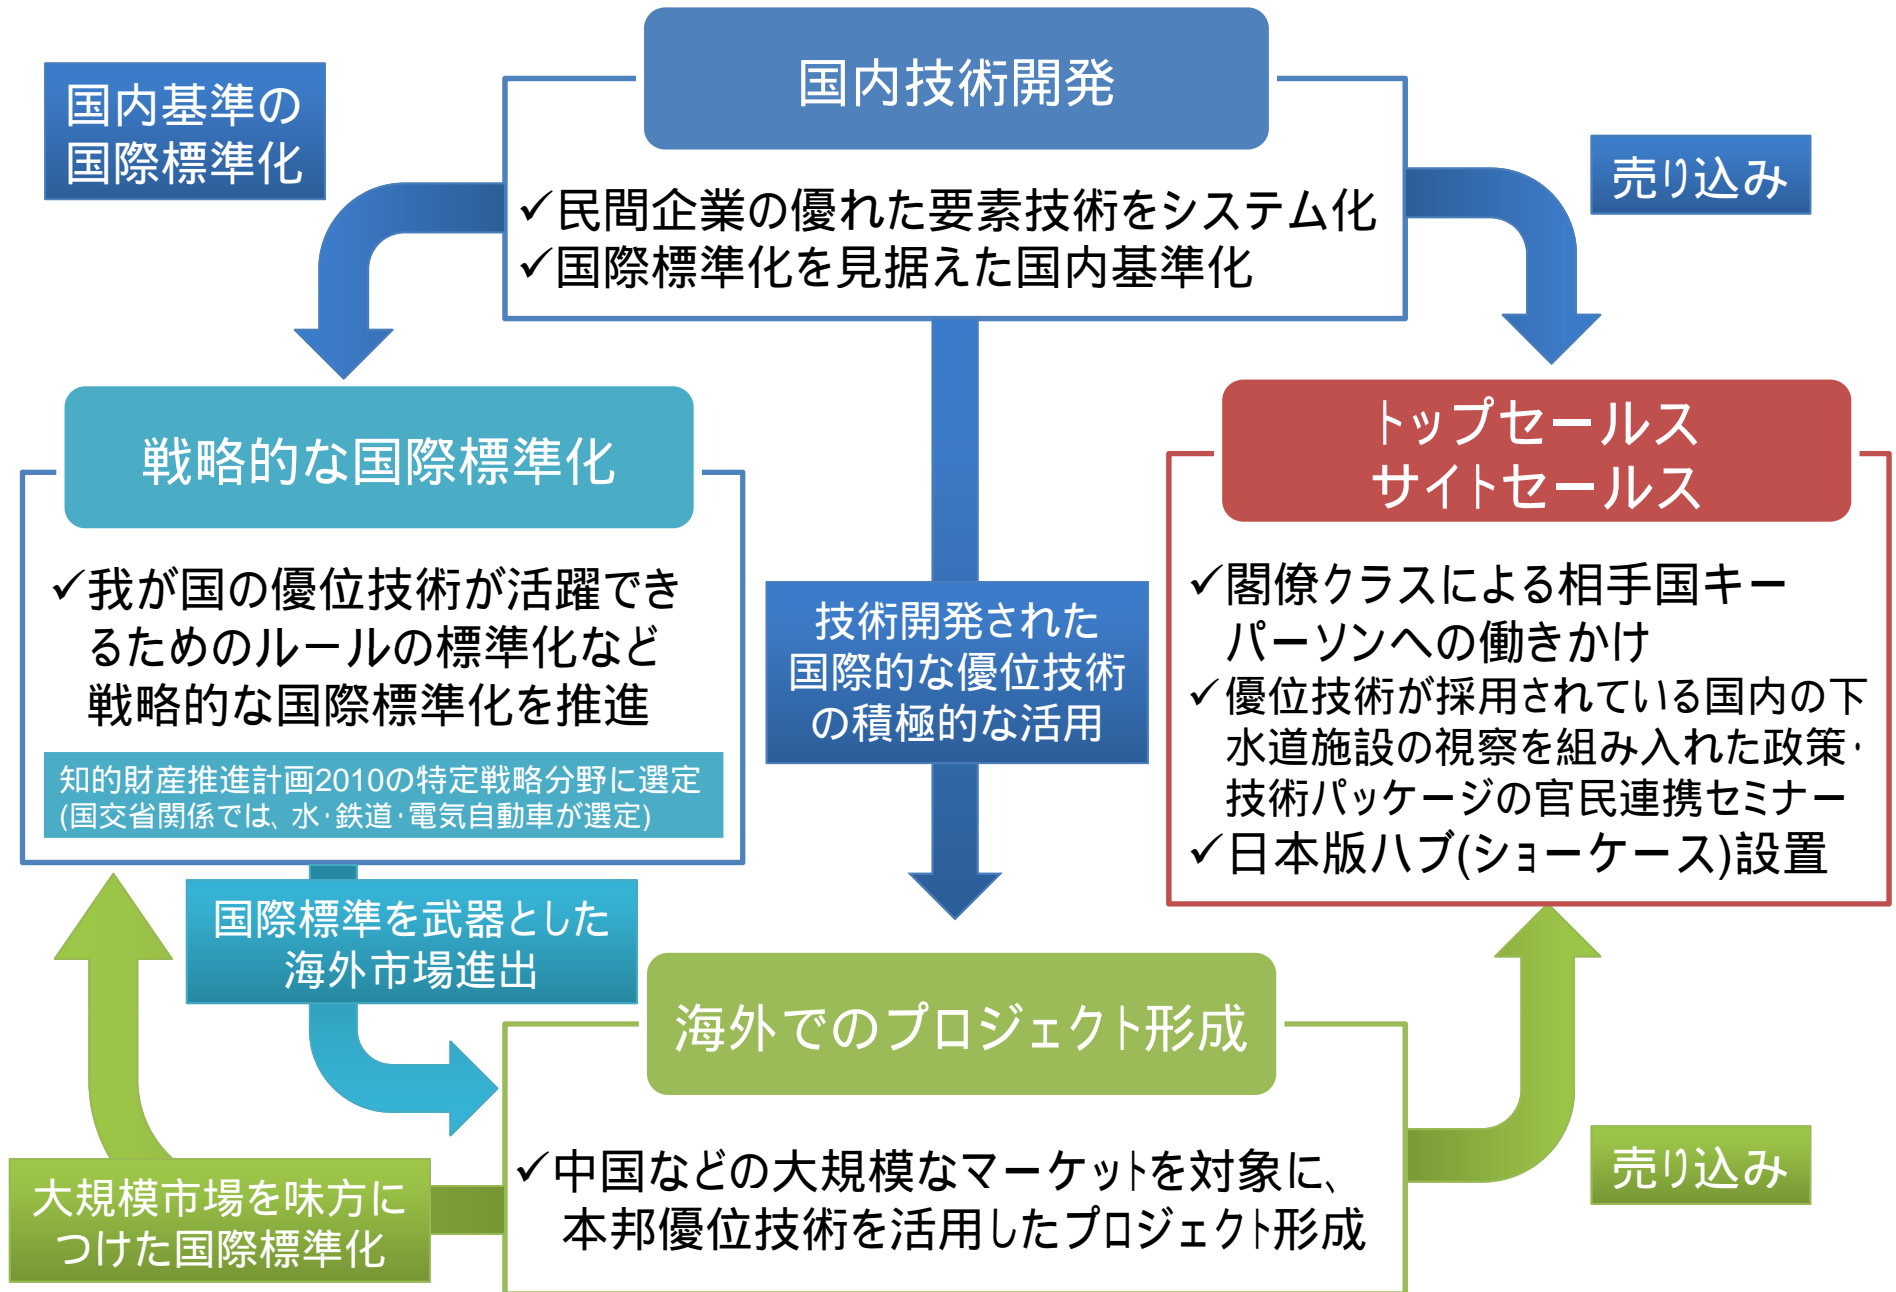 国内技術開発
国内基準の
国際標準化
売り込み
✓民間企業の優れた要素技術をシステム化
✓国際標準化を見据えた国内基準化
戦略的な国際標準化
✓我が国の優位技術が活躍でき
るためのルールの標準化など
戦略的な国際標準化を推進
知的財産推進計画2010の特定戦略分野に選定
(国交省関係では、水・鉄道・電気自動車が選定)
技術開発された
国際的な優位技術
の積極的な活用
トップセールス
サイトセールス
✓閣僚クラスによる相手国キー
パーソンへの働きかけ
✓優位技術が採用されている国内の下
水道施設の視察を組み入れた政策・
技術パッケージの官民連携セミナー
✓日本版ハブ(ショーケース)設置
国際標準を武器とした
海外市場進出
海外でのプロジェクト形成
✓中国などの大規模なマーケットを対象に、
本邦優位技術を活用したプロジェクト形成
大規模市場を味方に
つけた国際標準化
売り込み